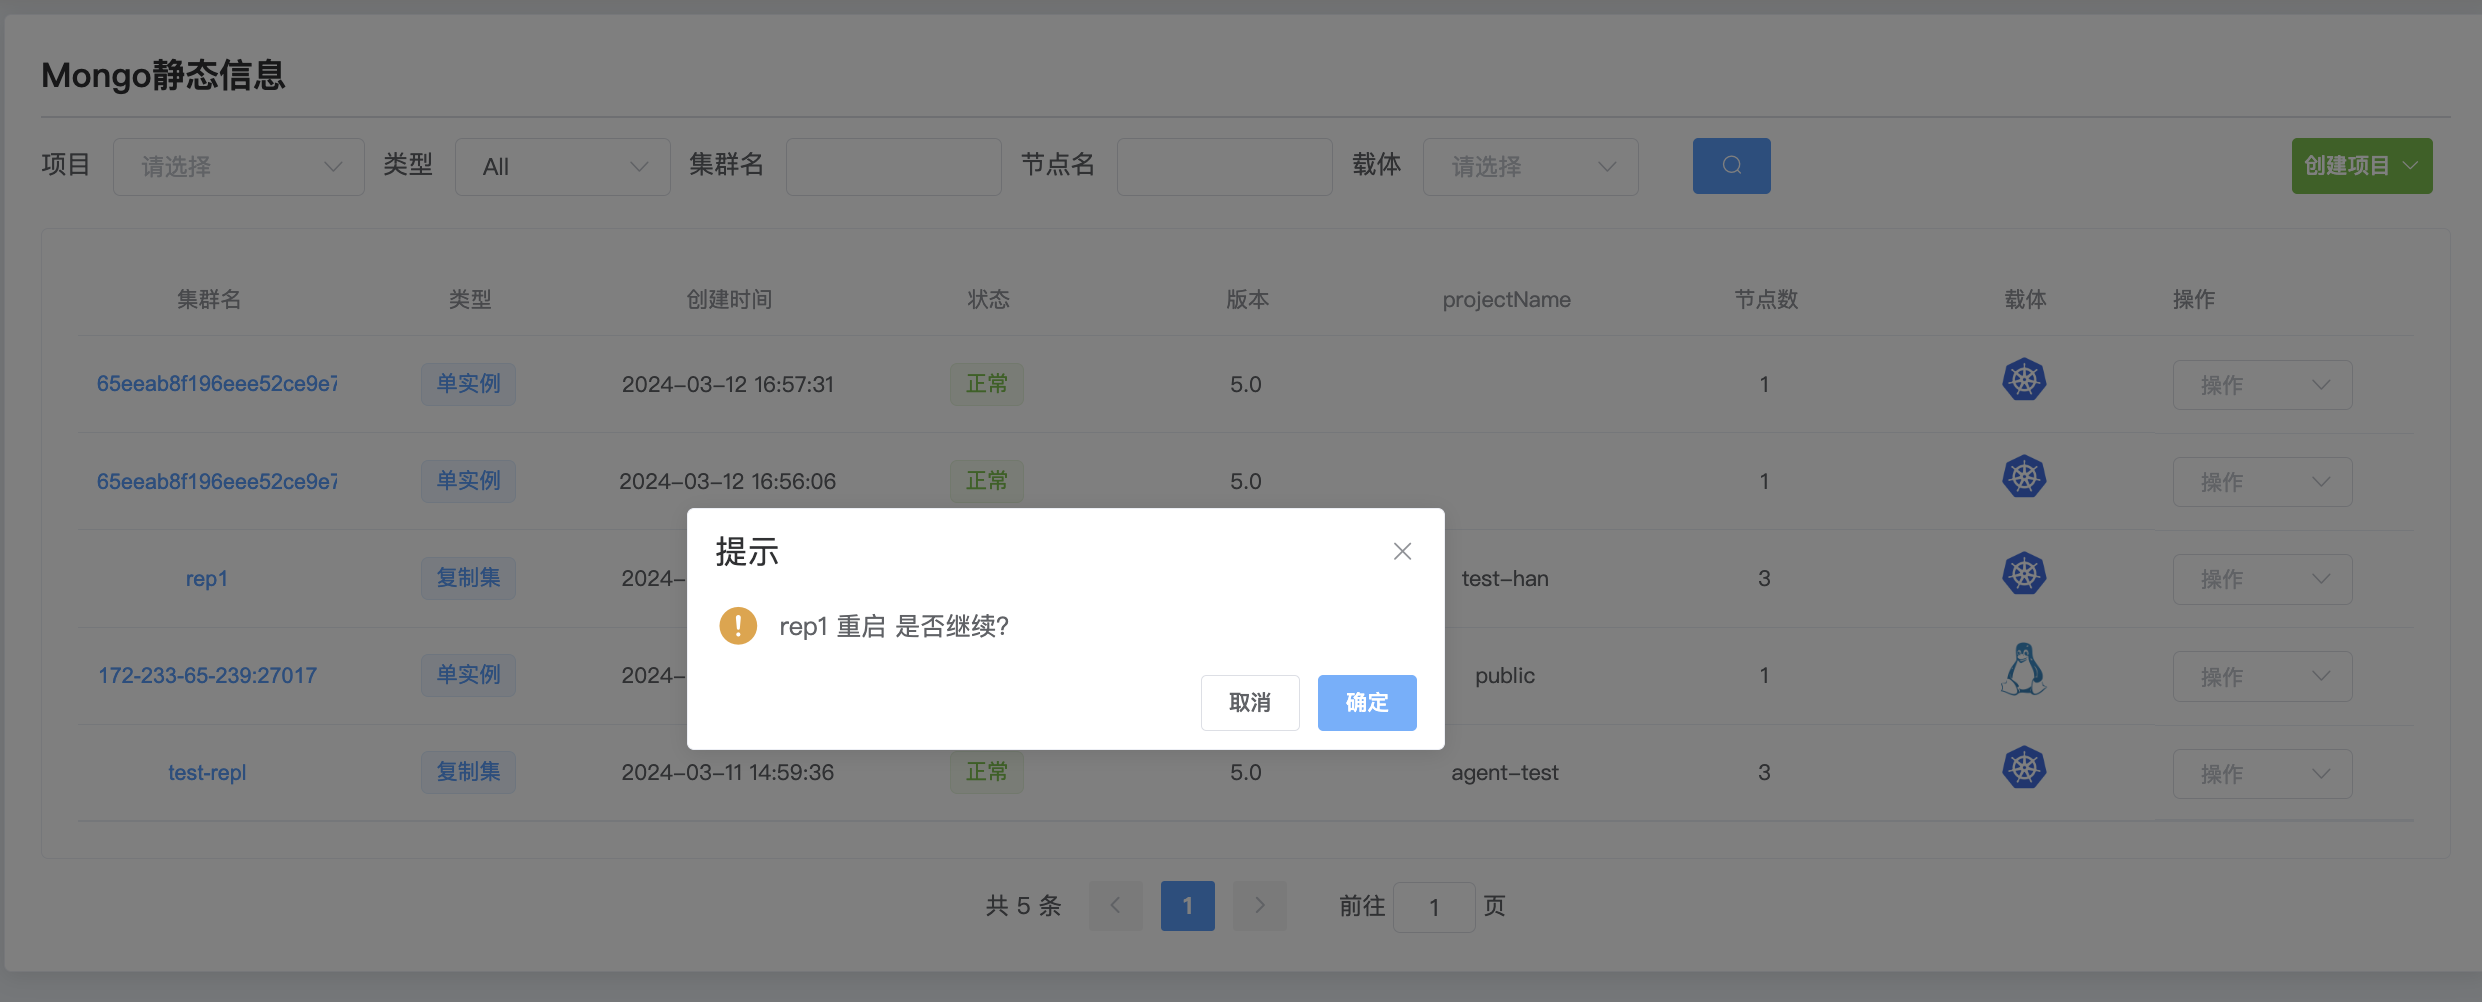 Mongo静态信息
项目 请选择 类型 All 集群名 节点名 载体 请选择 创建项目
集群名 类型 创建时间 状态 版本 projectName 节点数 载体 操作
65eeab8f196eee52ce9e7 单实例 2024-03-12 16:57:31 正常 5.0 1 操作
65eeab8f196eee52ce9e7 单实例 2024-03-12 16:56:06 正常 5.0 1 操作
rep1 复制集 2024- test-han 3 操作
172-233-65-239:27017 单实例 2024- public 1 操作
test-repl 复制集 2024-03-11 14:59:36 正常 5.0 agent-test 3 操作
提示
rep1 重启 是否继续?
取消 确定
共 5 条 1 前往 1 页